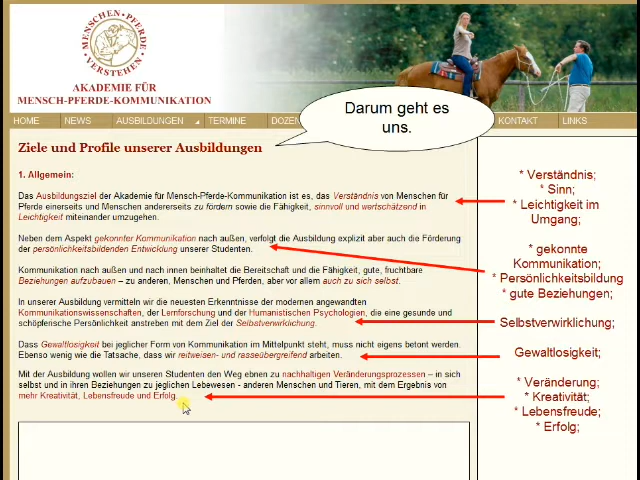 MENSCHEN - PFERDE - VERSTEHEN
AKADEMIE FÜR
MENSCH-PFERDE-KOMMUNIKATION
HOME NEWS AUSBILDUNGEN TERMINE DOZEN KONTAKT LINKS
Darum geht es
uns.
Ziele und Profile unserer Ausbildungen
1. Allgemein:
Das Ausbildungsziel der Akademie für Mensch-Pferde-Kommunikation ist es, das Verständnis von Menschen für
Pferde einerseits und Menschen andererseits zu fördern sowie die Fähigkeit, sinnvoll und wertschätzend in
Leichtigkeit miteinander umzugehen.
Neben dem Aspekt gekonnter Kommunikation nach außen, verfolgt die Ausbildung explizit aber auch die Förderung
der persönlichkeitsbildenden Entwicklung unserer Studenten.
Kommunikation nach außen und nach innen beinhaltet die Bereitschaft und die Fähigkeit, gute, fruchtbare
Beziehungen aufzubauen – zu anderen, Menschen und Pferden, aber vor allem auch zu sich selbst.
In unserer Ausbildung vermitteln wir die neuesten Erkenntnisse der modernen angewandten
Kommunikationswissenschaften, der Lernforschung und der Humanistischen Psychologien, die eine gesunde und
schöpferische Persönlichkeit anstreben mit dem Ziel der Selbstverwirklichung.
Dass Gewaltlosigkeit bei jeglicher Form von Kommunikation im Mittelpunkt steht, muss nicht eigens betont werden.
Ebenso wenig wie die Tatsache, dass wir reitweisen- und rasseübergreifend arbeiten.
Mit der Ausbildung wollen wir unseren Studenten den Weg ebnen zu nachhaltigen Veränderungsprozessen – in sich
selbst und in ihren Beziehungen zu jeglichen Lebewesen - anderen Menschen und Tieren, mit dem Ergebnis von
mehr Kreativität, Lebensfreude und Erfolg.
* Verständnis;
* Sinn;
* Leichtigkeit im
Umgang;
* gekonnte
Kommunikation;
* Persönlichkeitsbildung
* gute Beziehungen;
Selbstverwirklichung;
Gewaltlosigkeit;
* Veränderung;
* Kreativität;
* Lebensfreude;
* Erfolg;